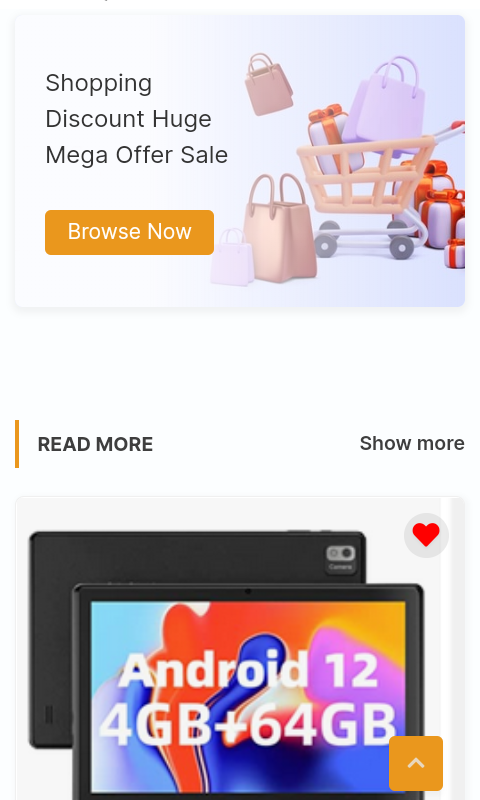 Shopping
Discount Huge
Mega Offer Sale
Browse Now
READ MORE
Show more
Camera
Android 12
4GB+64GB